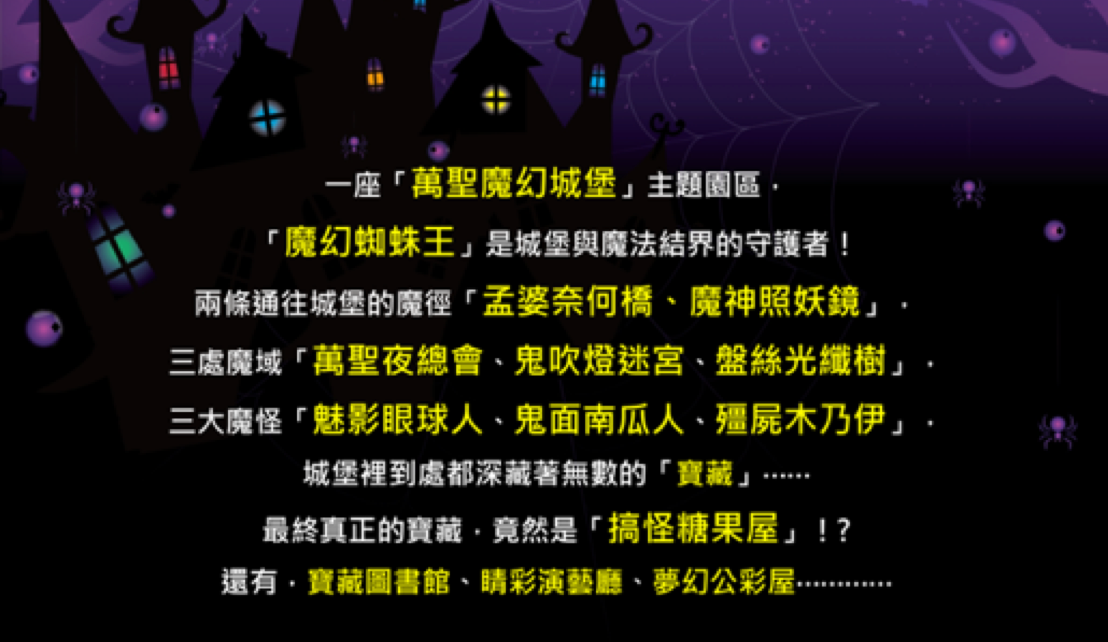 一座「萬聖魔幻城堡」主題園區，
「魔幻蜘蛛王」是城堡與魔法結界的守護者！
兩條通往城堡的魔徑「孟婆奈何橋、魔神照妖鏡」，
三處魔域「萬聖夜總會、鬼吹燈迷宮、盤絲光纖樹」，
三大魔怪「魅影眼球人、鬼面南瓜人、殭屍木乃伊」，
城堡裡到處都深藏著無數的「寶藏」……
最終真正的寶藏，竟然是「搞怪糖果屋」！？
還有，寶藏圖書館、睛彩演藝廳、夢幻公彩屋…………